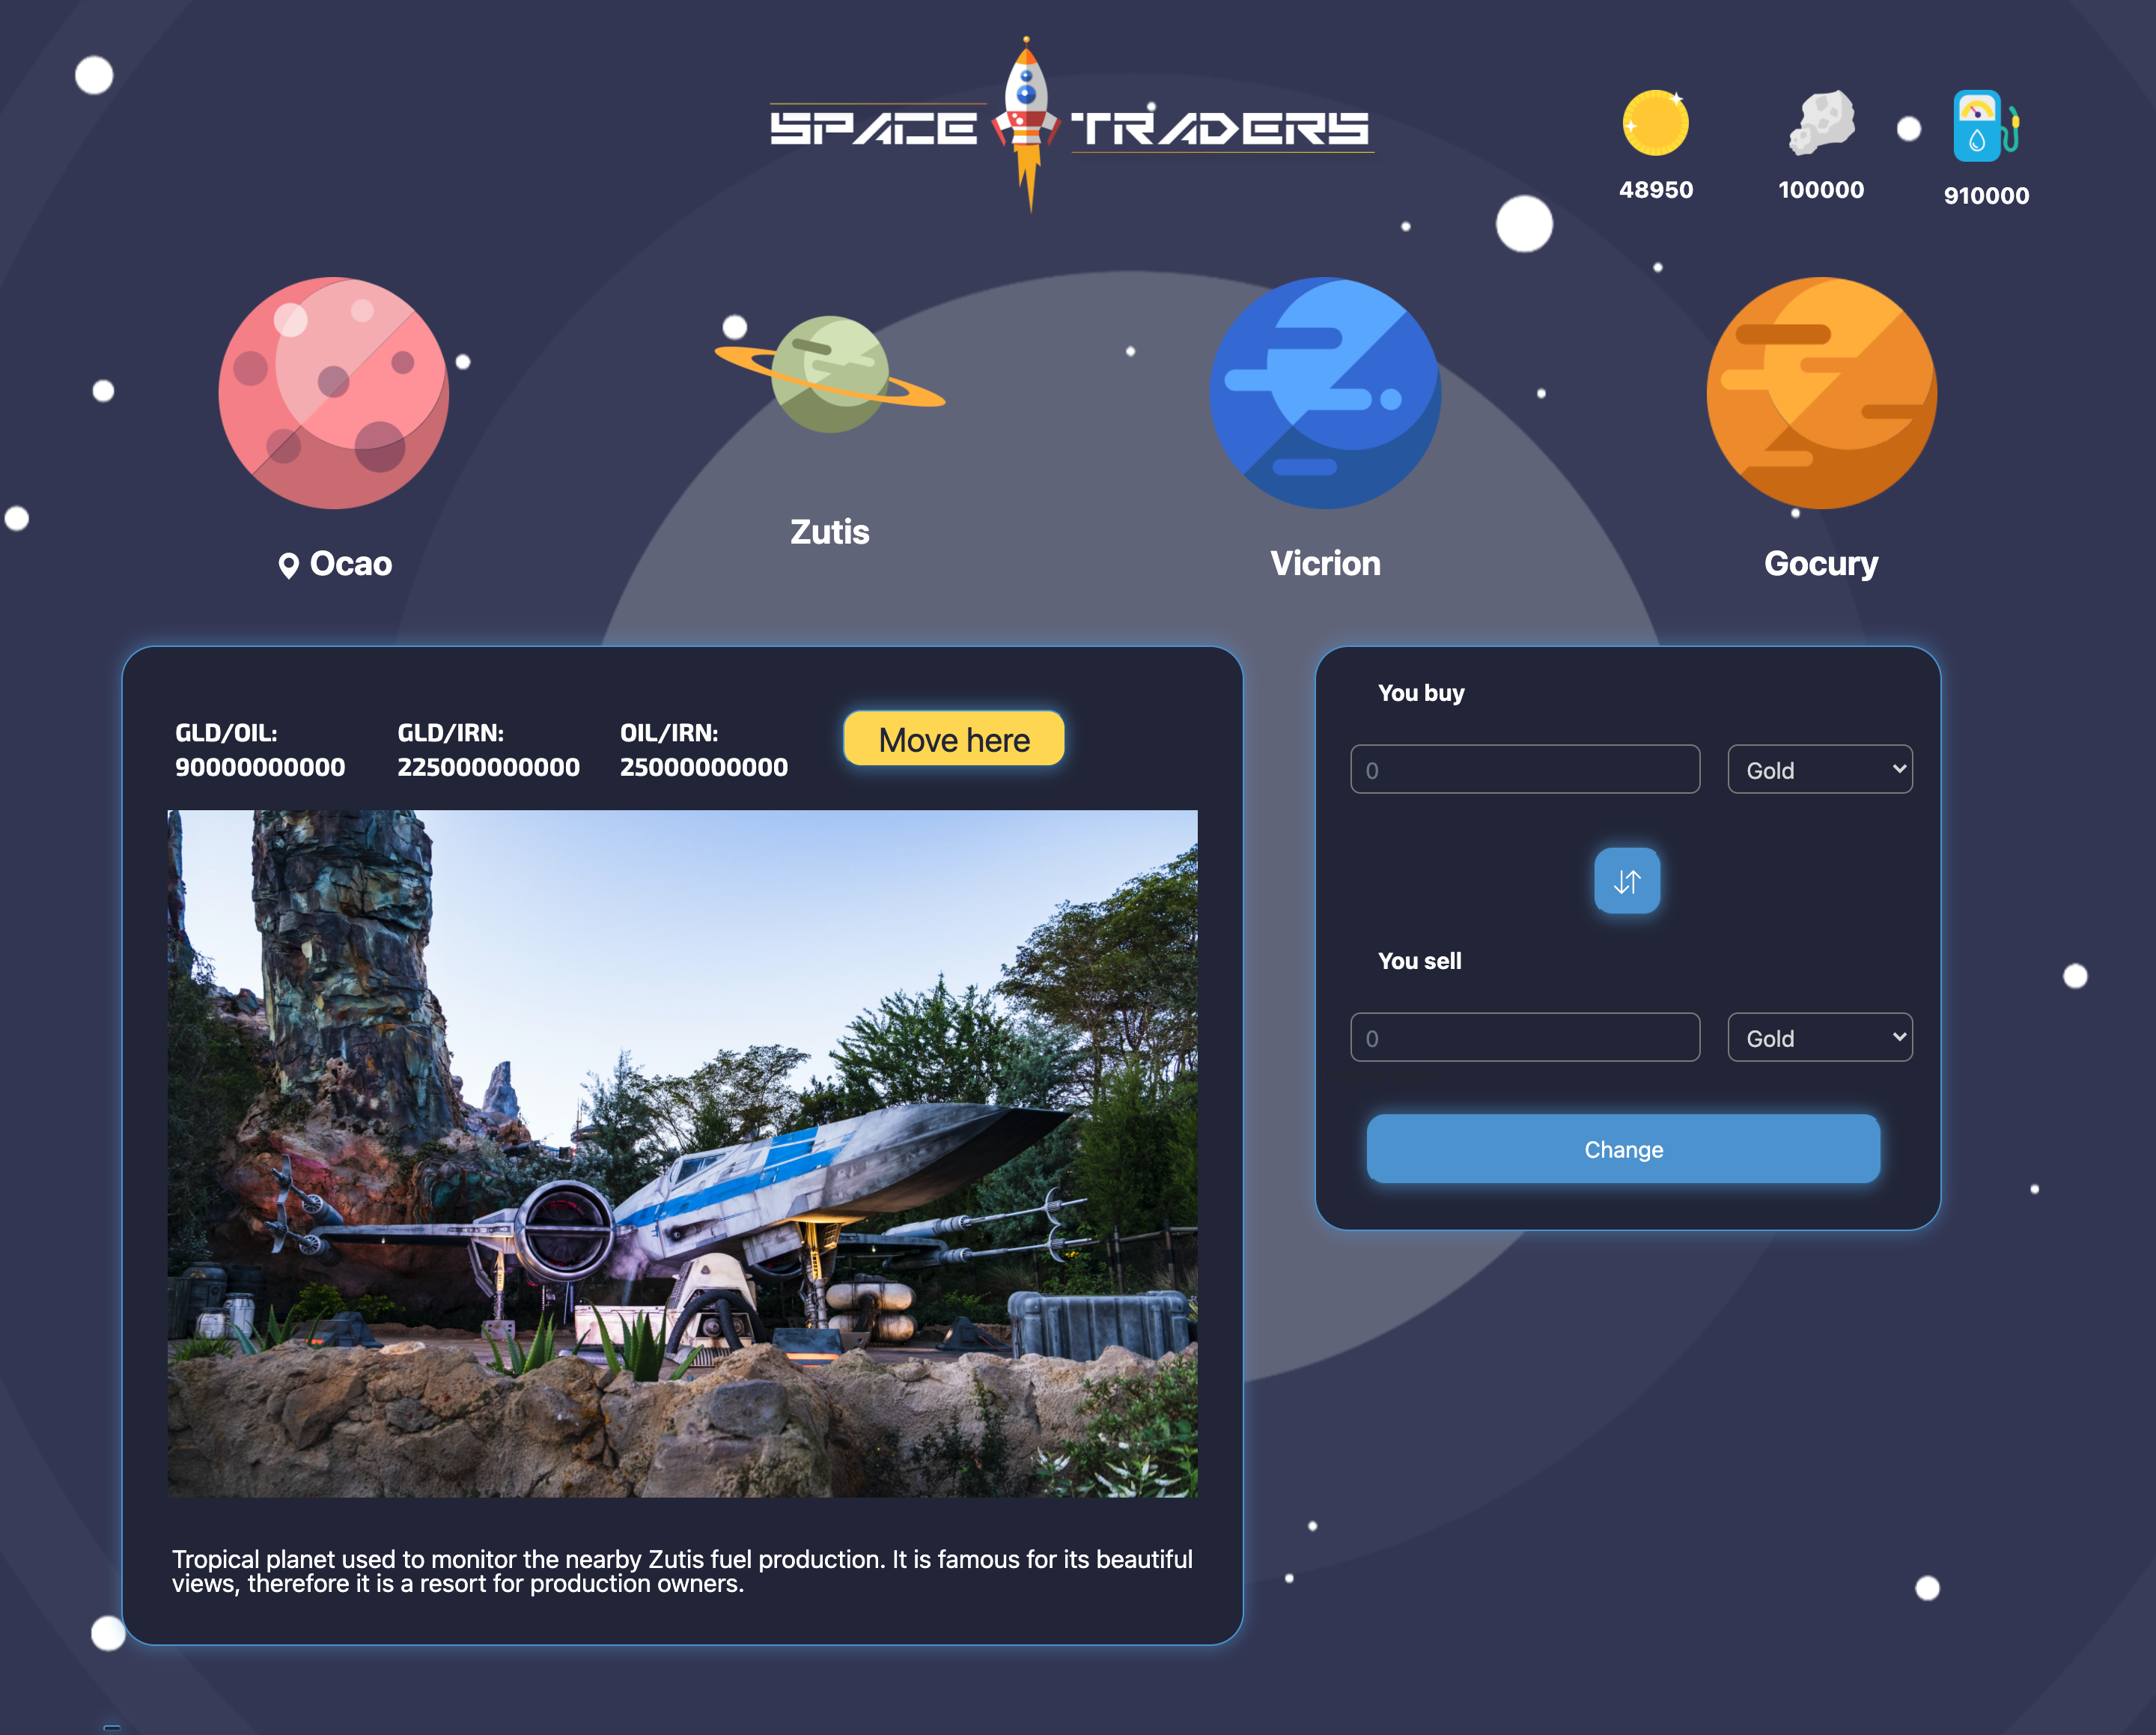 SPACE TRADERS
48950
100000
910000
Ocao
Zutis
Vicrion
Gocury
GLD/OIL:
90000000000
GLD/IRN:
225000000000
OIL/IRN:
25000000000
Move here
Tropical planet used to monitor the nearby Zutis fuel production. It is famous for its beautiful
views, therefore it is a resort for production owners.
You buy
0
Gold
You sell
0
Gold
Change